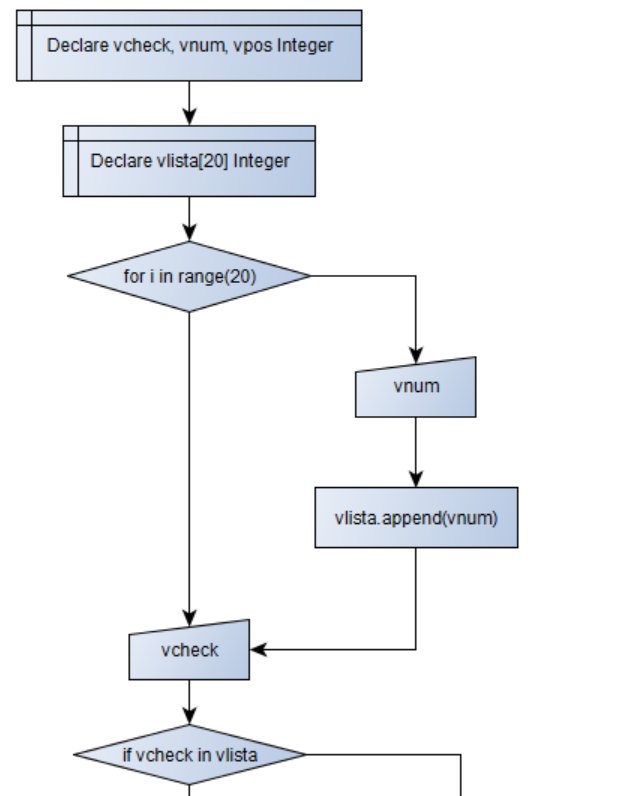 Declare vcheck, vnum, vpos Integer
Declare vlista[20] Integer
for i in range(20)
vnum
vlista.append(vnum)
vcheck
if vcheck in vlista